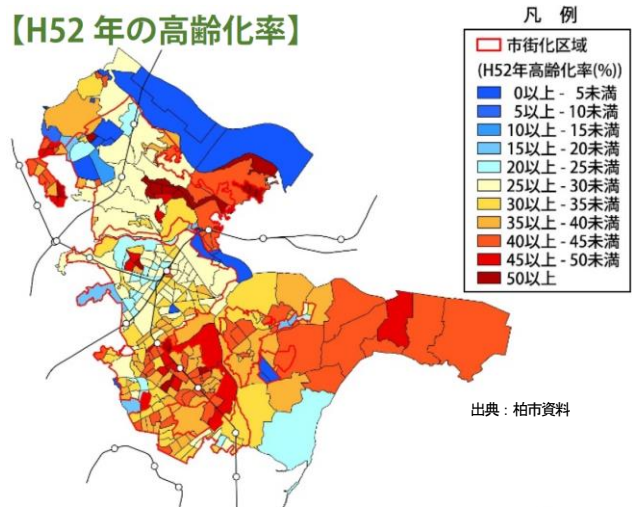 【H52年の高齢化率】
凡 例
市街化区域
(H52年高齢化率(%))
0以上 - 5未満
5以上 - 10未満
10以上 - 15未満
15以上 - 20未満
20以上 - 25未満
25以上 - 30未満
30以上 - 35未満
35以上 - 40未満
40以上 - 45未満
45以上 - 50未満
50以上
出典：柏市資料